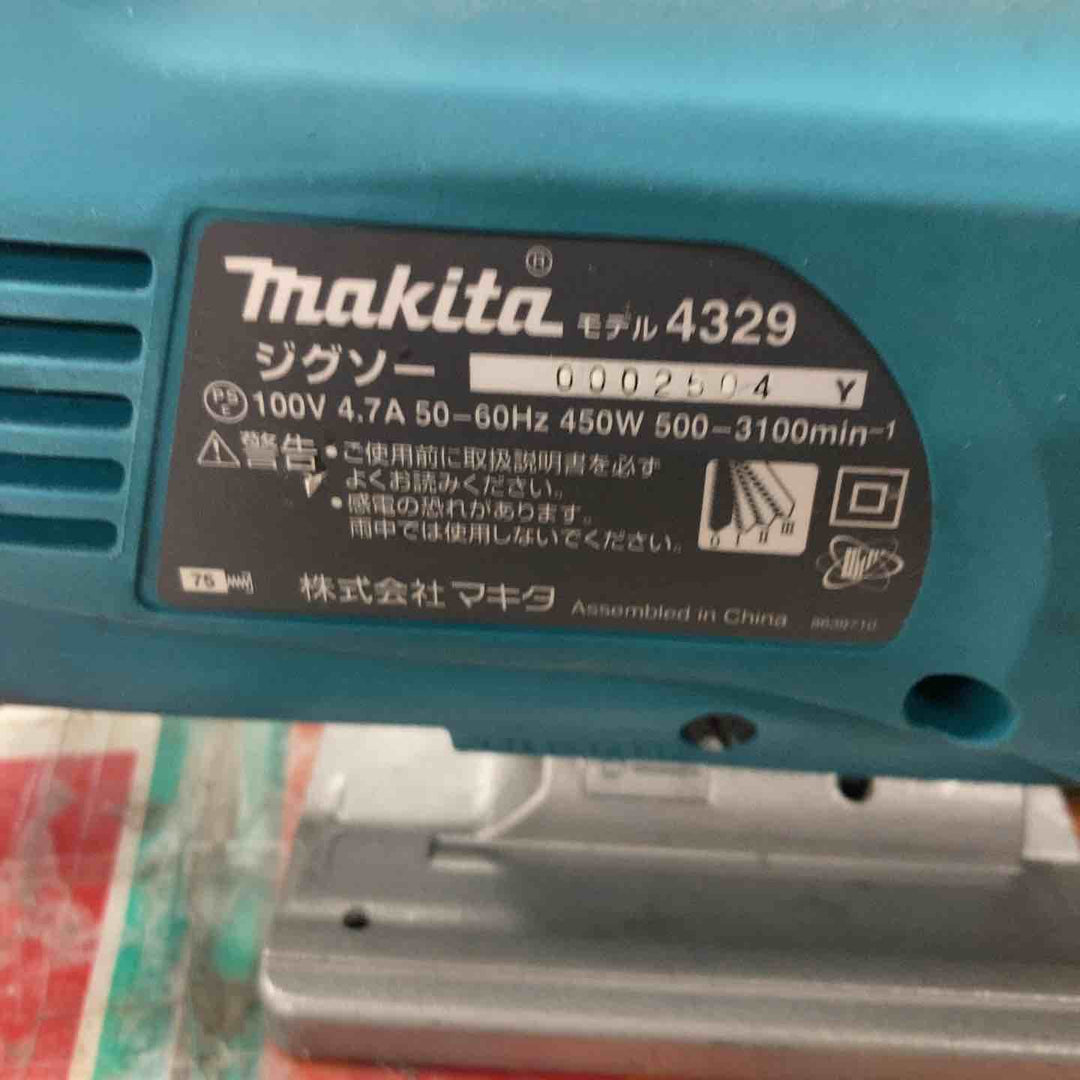 makita® モデル 4329
ジグソー 0002504 Y
PS E 100V 4.7A 50-60Hz 450W 500-3100min-1
警告 •ご使用前に取扱説明書を必ず
よくお読みください。
•感電の恐れがあります。
雨中では使用しないでください。
0 I II III
75
株式会社マキタ Assembled in China